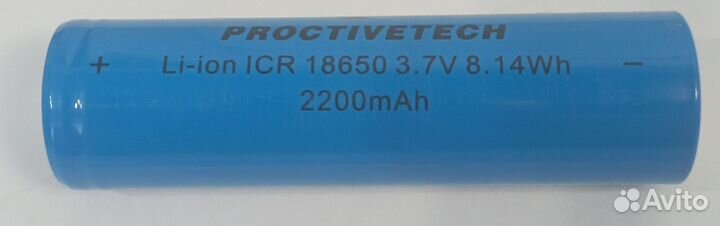 PROCTIVETECH
+ Li-ion ICR 18650 3.7V 8.14Wh −
2200mAh
Avito